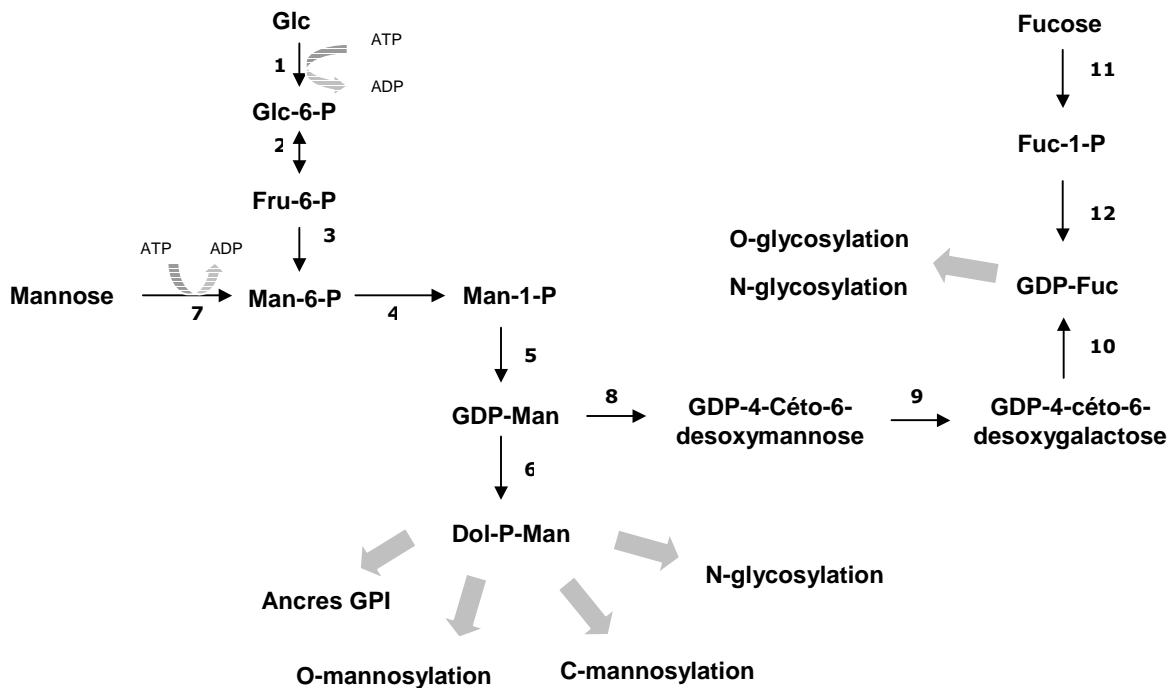 Glc
Fucose
ATP
1
11
ADP
Glc-6-P
2
Fuc-1-P
Fru-6-P
12
3
O-glycosylation
ATP
ADP
N-glycosylation
GDP-Fuc
Mannose
Man-6-P
Man-1-P
7
4
5
10
8
9
GDP-Man
GDP-4-Céto-6-
desoxymannose
GDP-4-céto-6-
desoxygalactose
6
Dol-P-Man
N-glycosylation
Ancres GPI
O-mannosylation
C-mannosylation